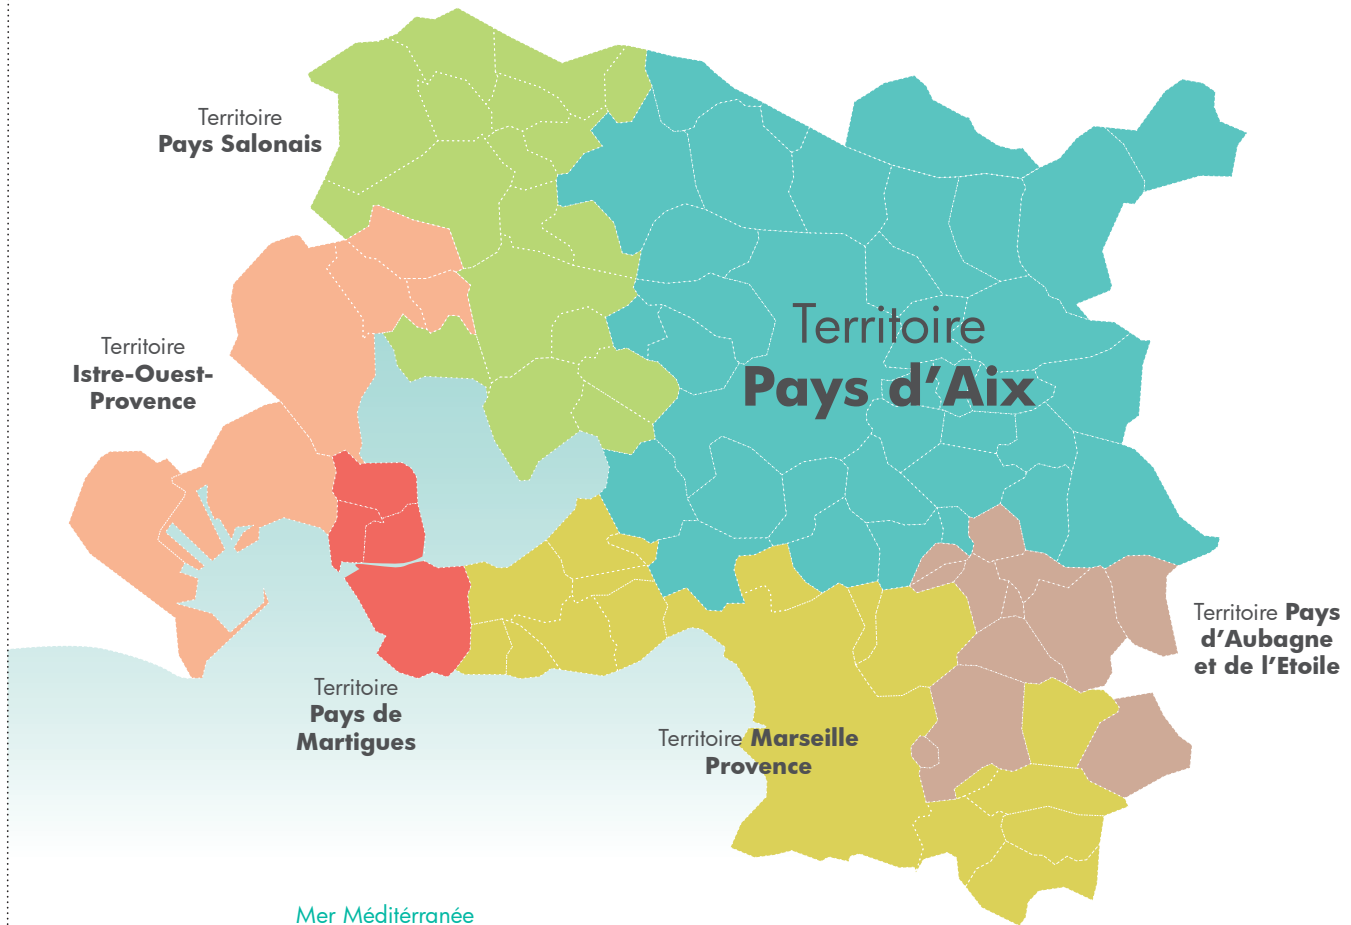 Territoire
Pays Salonais
Territoire
Istre-Ouest-
Provence
Territoire
Pays d'Aix
Territoire Pays
d'Aubagne
et de l'Etoile
Territoire
Pays de
Martigues
Territoire Marseille
Provence
Mer Méditérranée